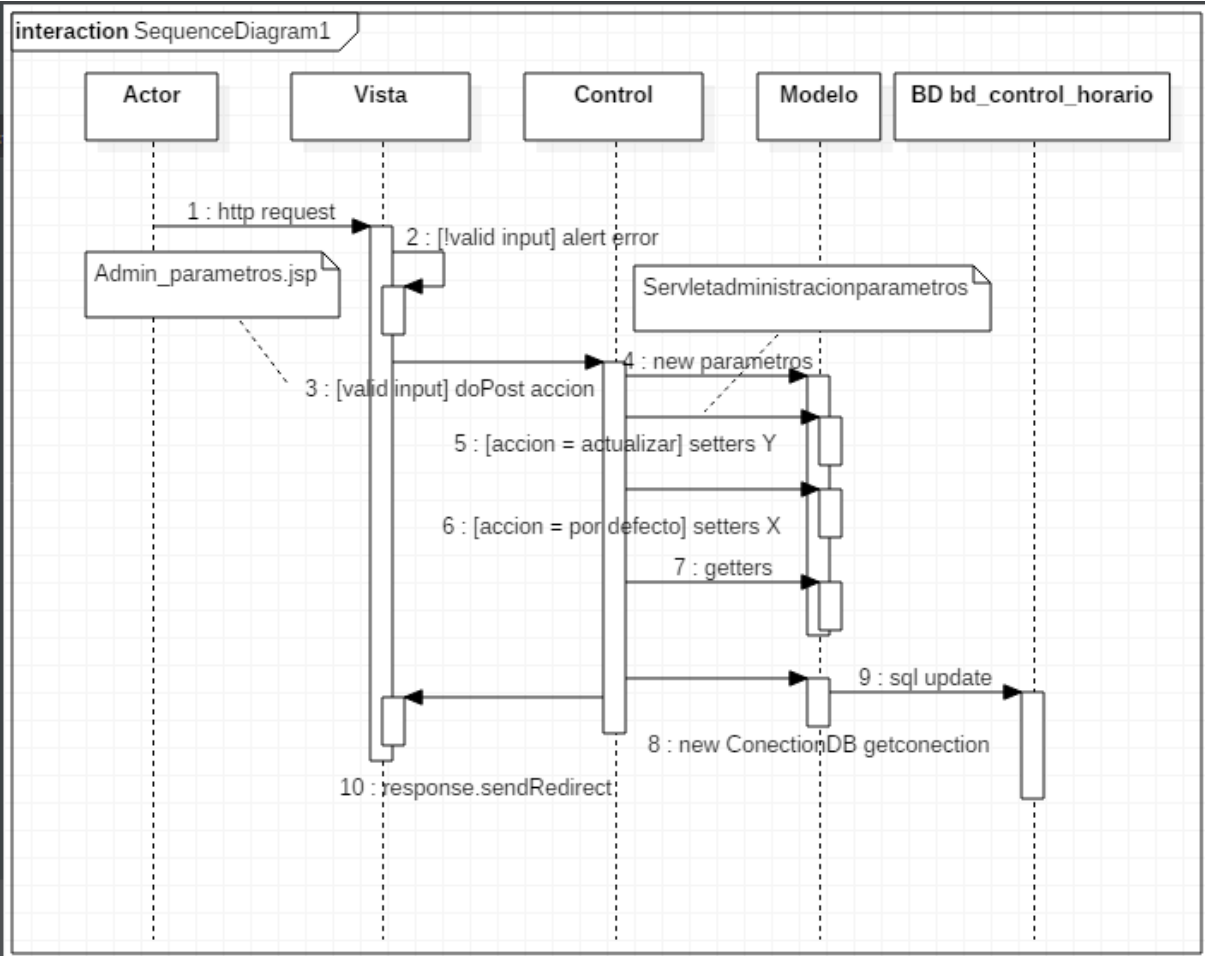 interaction SequenceDiagram1
Actor
Vista
Control
Modelo
BD bd_control_horario
1 : http request
2 : [!valid input] alert error
Admin_parametros.jsp
Servletadministracionparametros
3 : [valid input] doPost accion
4 : new parametros
5 : [accion = actualizar] setters Y
6 : [accion = por defecto] setters X
7 : getters
9 : sql update
8 : new ConectionDB getconection
10 : response.sendRedirect